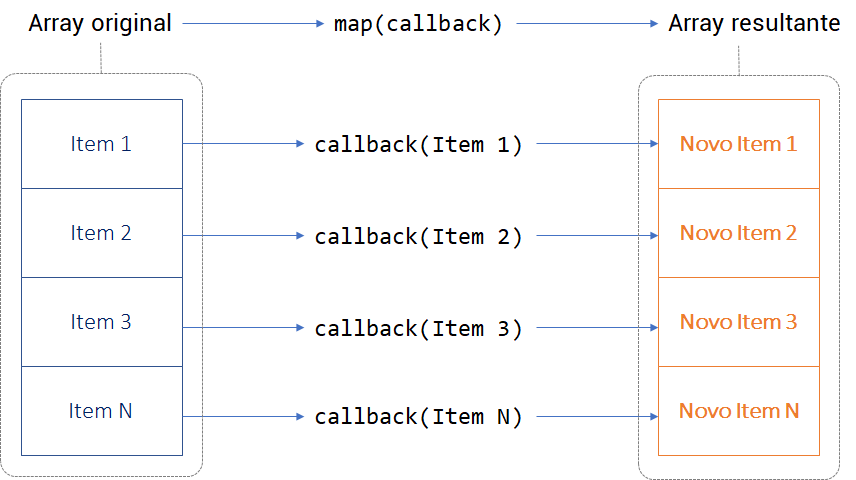 Array original map(callback) Array resultante
Item 1 callback(Item 1) Novo Item 1
Item 2 callback(Item 2) Novo Item 2
Item 3 callback(Item 3) Novo Item 3
Item N callback(Item N) Novo Item N